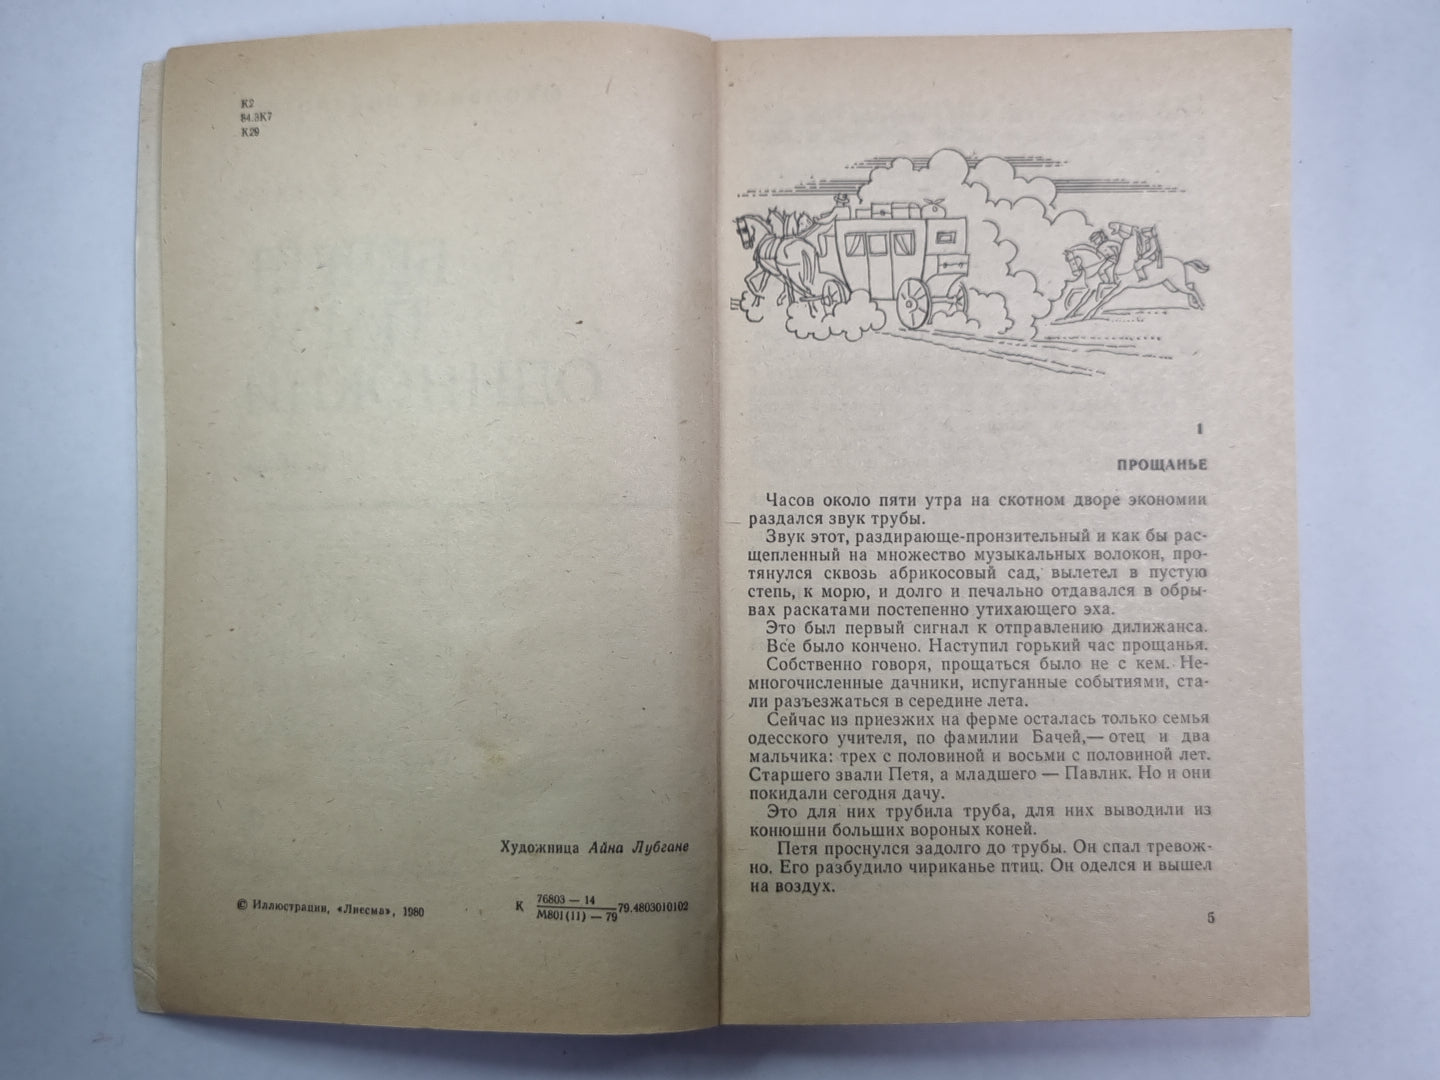 К2
84.3К7
К29
Художница Айна Лубгане
© Иллюстрации, «Лиесма», 1980
К 76803 — 14
М801(11) — 79 79.4803010102
1
ПРОЩАНЬЕ
Часов около пяти утра на скотном дворе экономии
раздался звук трубы.
Звук этот, раздирающе-пронзительный и как бы рас-
щепленный на множество музыкальных волокон, про-
тянулся сквозь абрикосовый сад, вылетел в пустую
степь, к морю, и долго и печально отдавался в обры-
вах раскатами постепенно утихающего эха.
Это был первый сигнал к отправлению дилижанса.
Все было кончено. Наступил горький час прощанья.
Собственно говоря, прощаться было не с кем. Не-
многочисленные дачники, испуганные событиями, ста-
ли разъезжаться в середине лета.
Сейчас из приезжих на ферме осталась только семья
одесского учителя, по фамилии Бачей,— отец и два
мальчика: трех с половиной и восьми с половиной лет.
Старшего звали Петя, а младшего — Павлик. Но и они
покидали сегодня дачу.
Это для них трубила труба, для них выводили из
конюшни больших вороных коней.
Петя проснулся задолго до трубы. Он спал тревож-
но. Его разбудило чириканье птиц. Он оделся и вышел
на воздух.
5